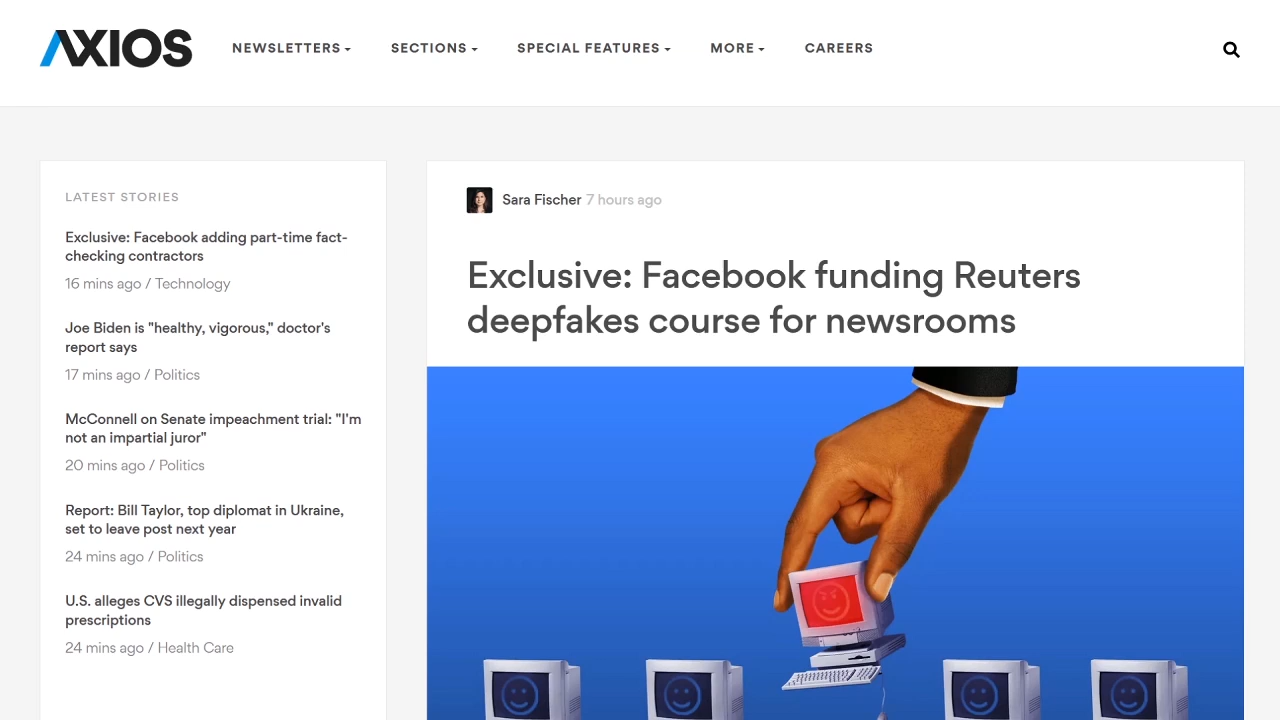 AXIOS
NEWSLETTERS
SECTIONS
SPECIAL FEATURES
MORE
CAREERS
LATEST STORIES
Exclusive: Facebook adding part-time fact-
checking contractors
16 mins ago / Technology
Joe Biden is "healthy, vigorous," doctor's
report says
17 mins ago / Politics
McConnell on Senate impeachment trial: "I'm
not an impartial juror"
20 mins ago / Politics
Report: Bill Taylor, top diplomat in Ukraine,
set to leave post next year
24 mins ago / Politics
U.S. alleges CVS illegally dispensed invalid
prescriptions
24 mins ago / Health Care
Sara Fischer 7 hours ago
Exclusive: Facebook funding Reuters
deepfakes course for newsrooms